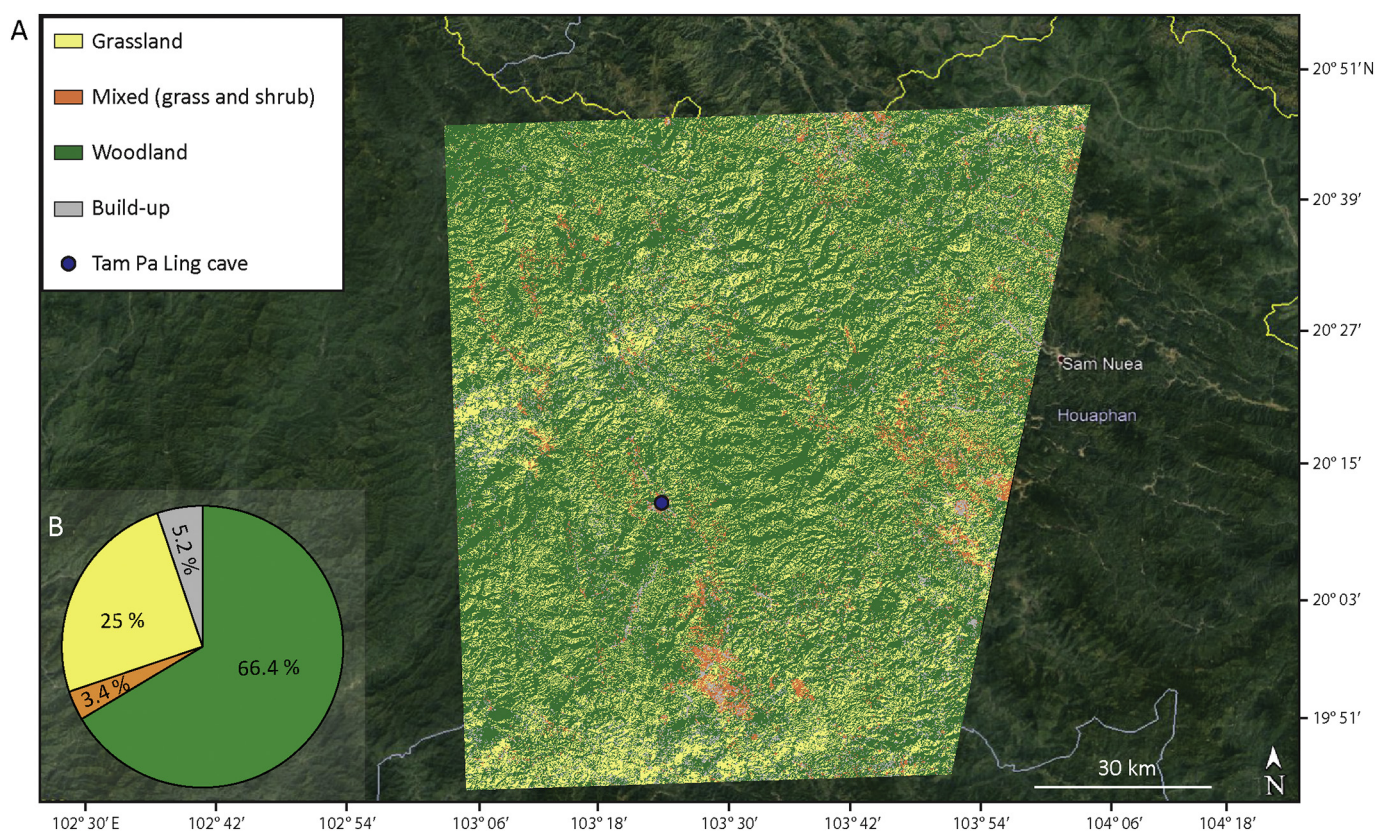 A
Grassland
Mixed (grass and shrub)
Woodland
Build-up
Tam Pa Ling cave
20° 51′N
20° 39′
20° 27′
Sam Nuea
Houaphan
20° 15′
20° 03′
19° 51′
B
5.2 %
25 %
3.4 %
66.4 %
30 km
N
102° 30′ E
102° 42′
102° 54′
103° 06′
103° 18′
103° 30′
103° 42′
103° 54′
104° 06′
104° 18′